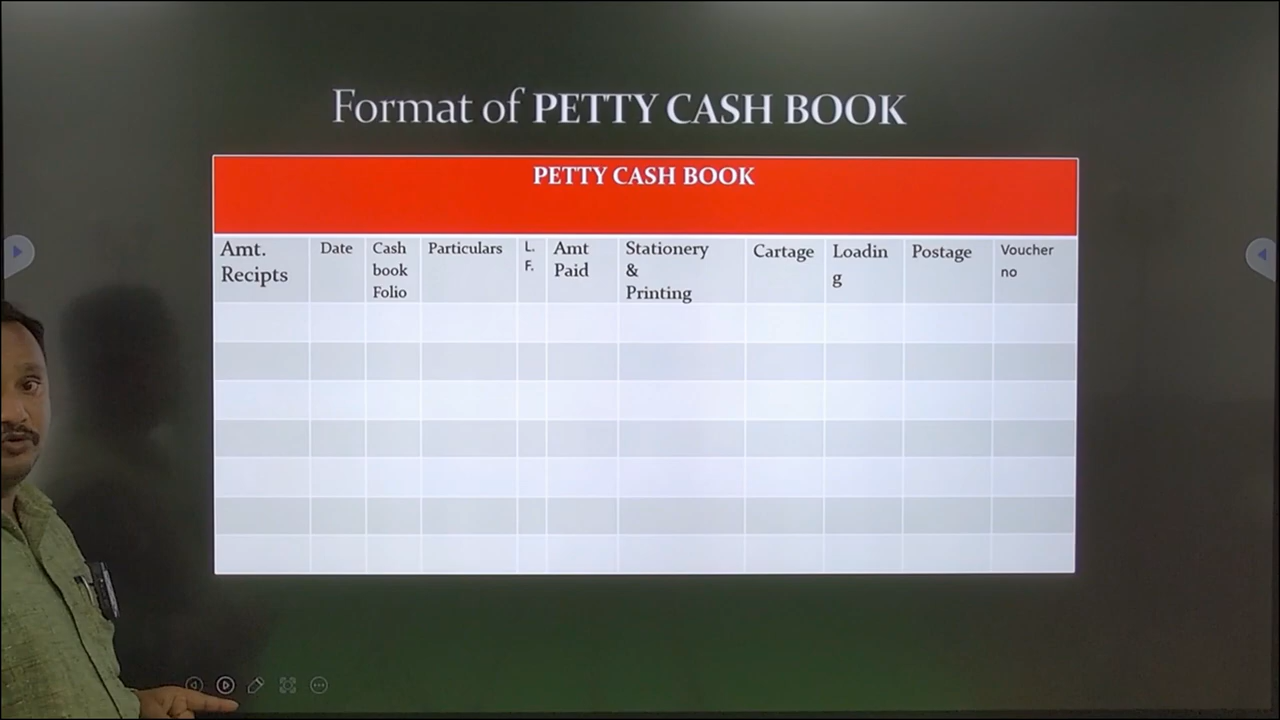 Format of PETTY CASH BOOK
PETTY CASH BOOK
Amt.
Recipts
Date
Cash
book
Folio
Particulars
L.
F.
Amt
Paid
Stationery
&
Printing
Cartage
Loadin
g
Postage
Voucher
no